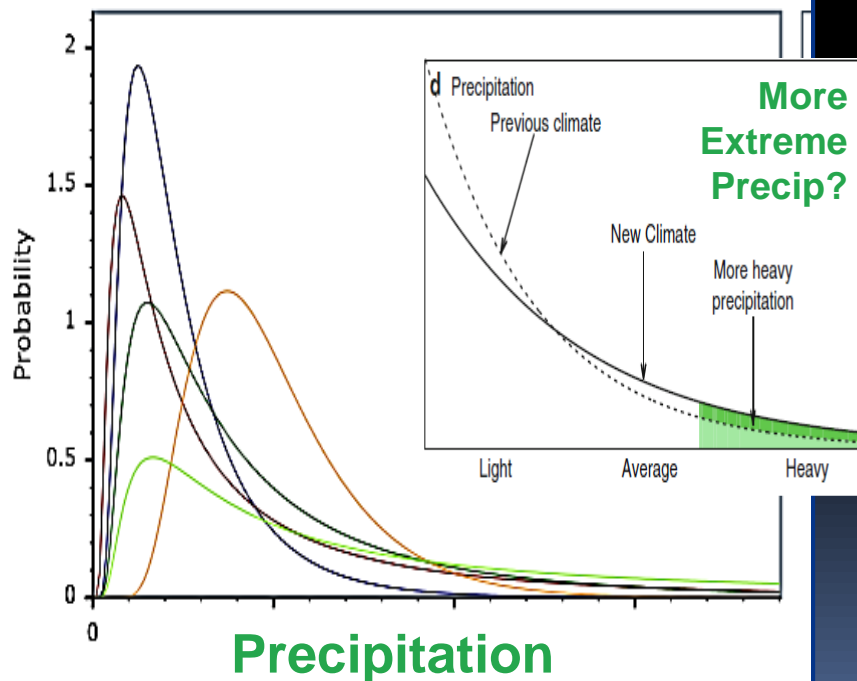 2
1.5
1
0.5
0
0
Probability
Precipitation
d Precipitation
Previous climate
More
Extreme
Precip?
New Climate
More heavy
precipitation
Light Average Heavy